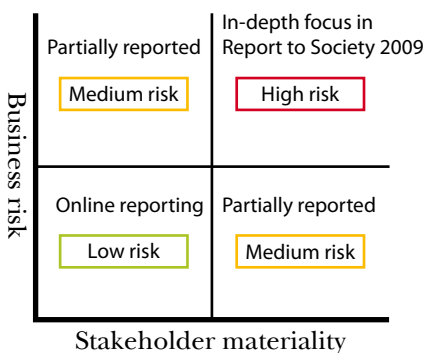 Partially reported
Medium risk
In-depth focus in
Report to Society 2009
High risk
Business risk
Online reporting
Low risk
Partially reported
Medium risk
Stakeholder materiality